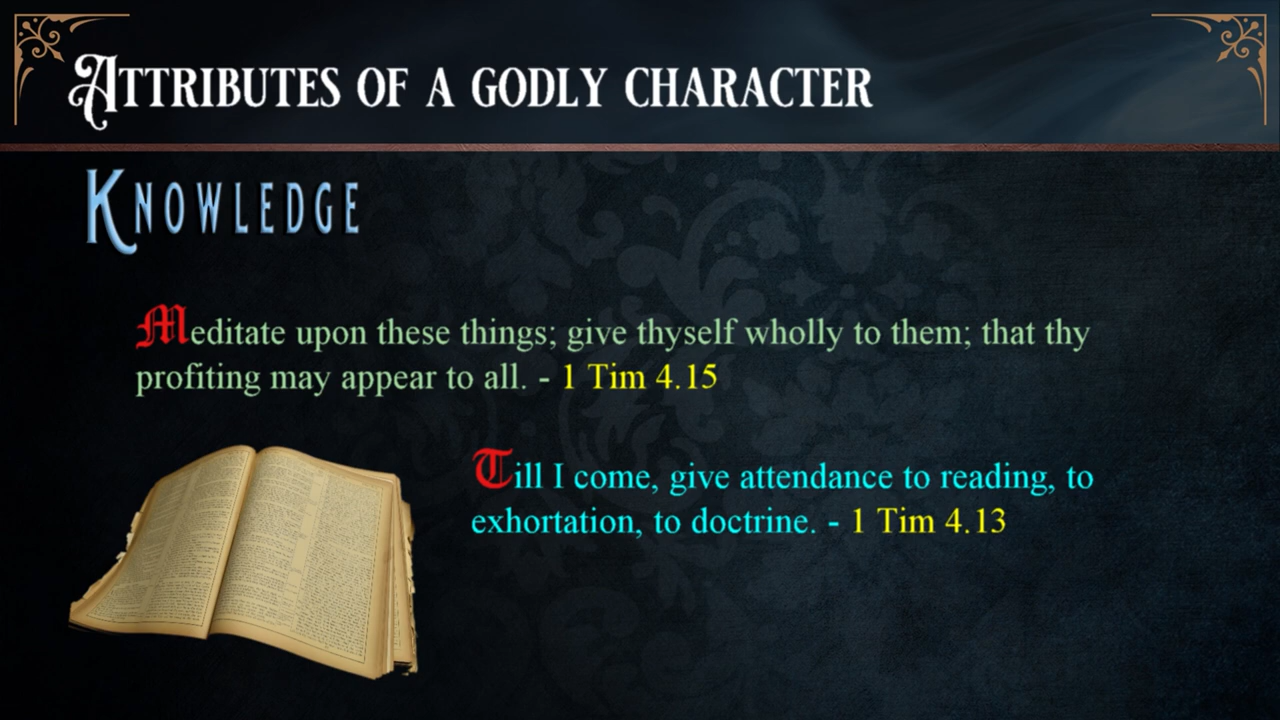 Attributes of a godly character
Knowledge
Meditate upon these things; give thyself wholly to them; that thy
profiting may appear to all. - 1 Tim 4.15
Till I come, give attendance to reading, to
exhortation, to doctrine. - 1 Tim 4.13